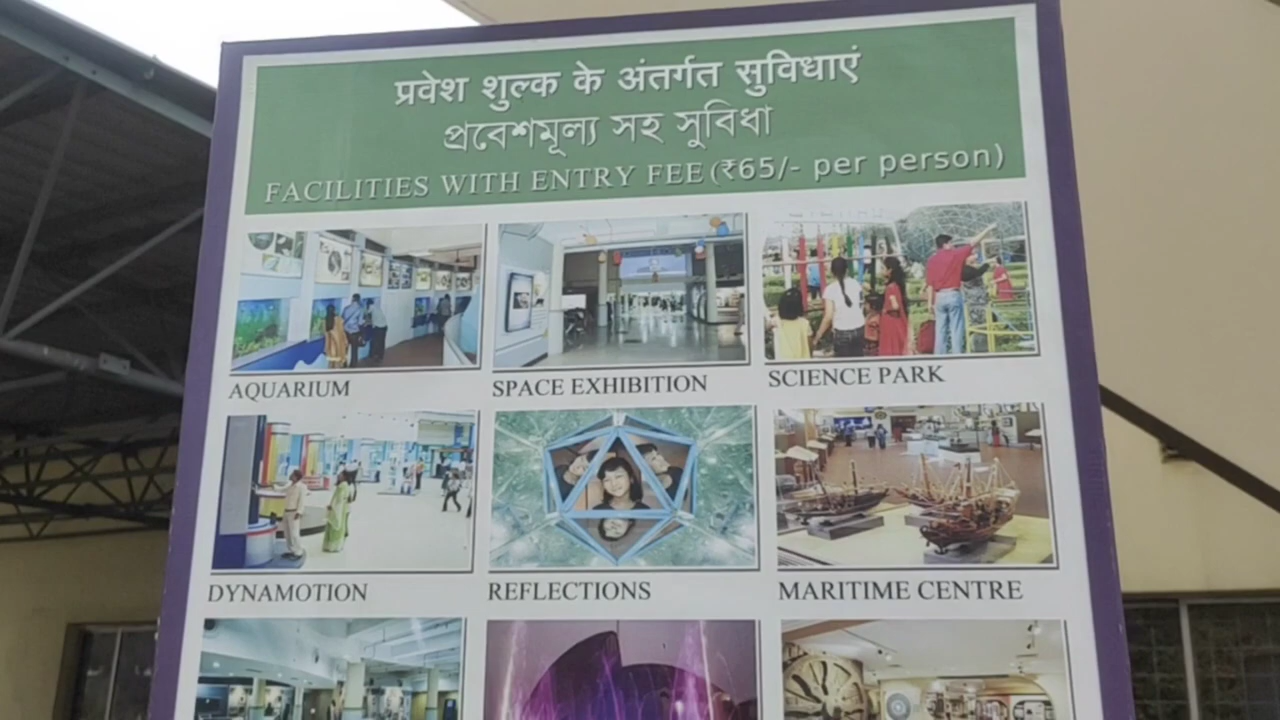 प्रवेश शुल्क के अंतर्गत सुविधाएं
প্রবেশমূল্য সহ সুবিধা
FACILITIES WITH ENTRY FEE (₹65/- per person)
AQUARIUM
SPACE EXHIBITION
SCIENCE PARK
DYNAMOTION
REFLECTIONS
MARITIME CENTRE